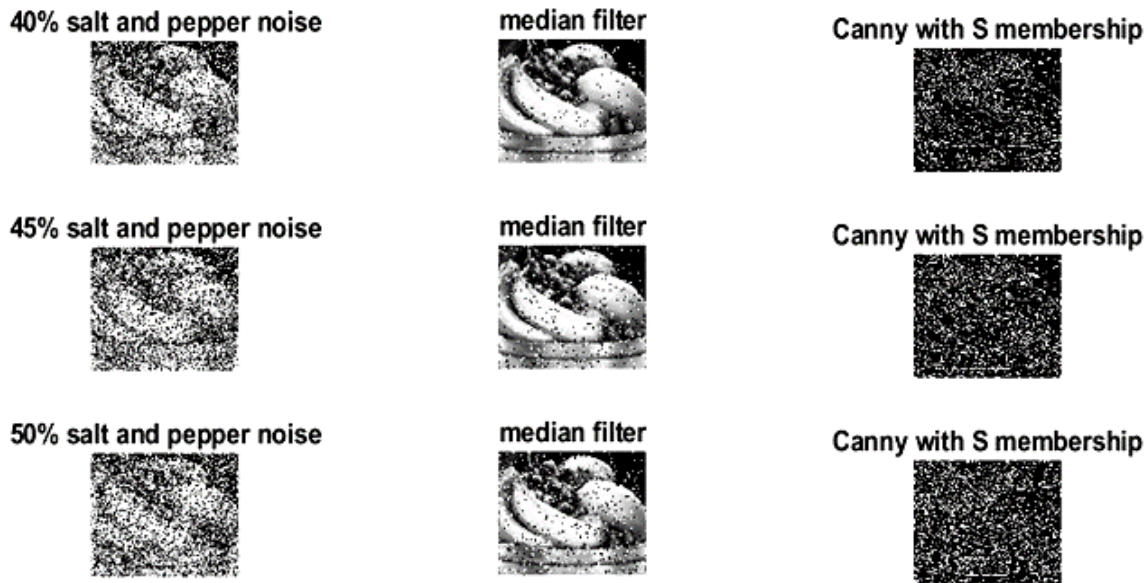 40% salt and pepper noise
median filter
Canny with S membership
45% salt and pepper noise
median filter
Canny with S membership
50% salt and pepper noise
median filter
Canny with S membership